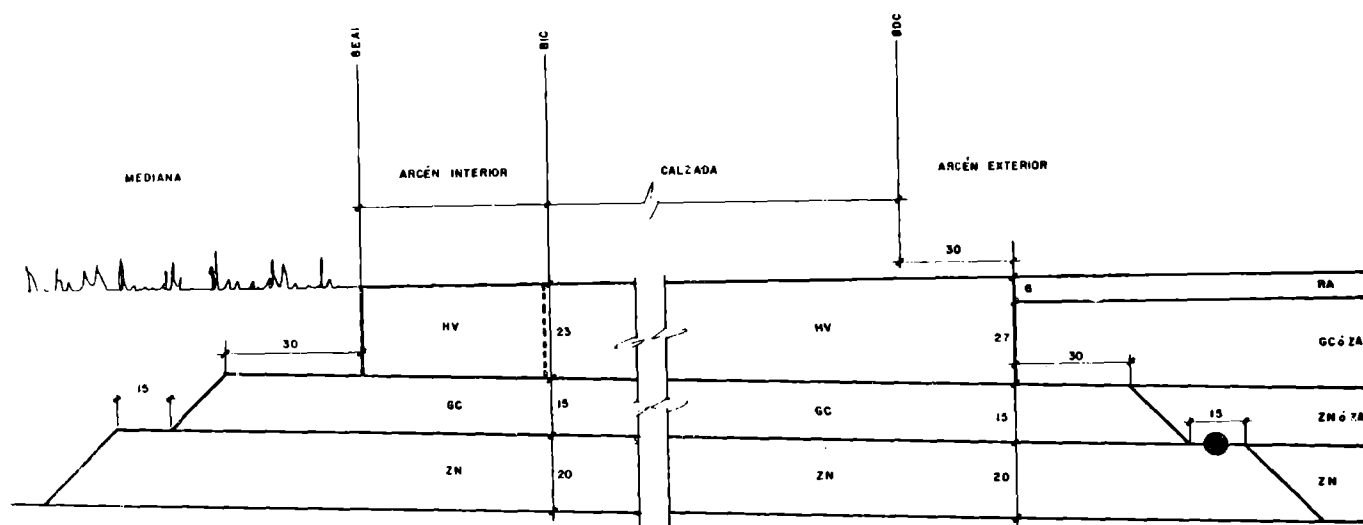 BEAI
BIC
BDC
MEDIANA
ARCÉN INTERIOR
CALZADA
ARCÉN EXTERIOR
30
6
RA
HV
23
HV
27
GC ó ZA
30
30
15
GC
15
GC
15
15
ZN ó ZA
ZN
20
ZN
20
ZN